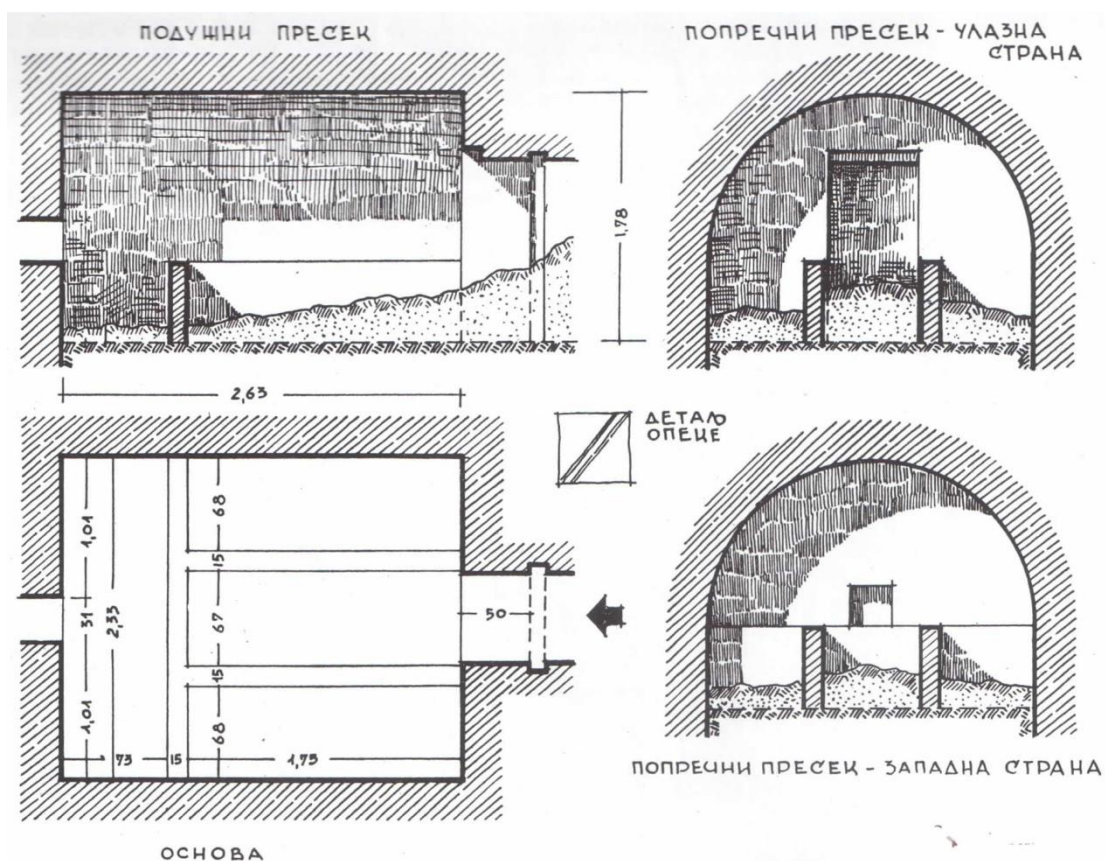 ПОДУШНИ ПРЕСЕК
ПОПРЕЧНИ ПРЕСЕК - УЛАЗНА
СТРАНА
1,78
2,63
ДЕТАЉ
ОПЕЦЕ
1,01
31
1,01
2,33
68
15
67
15
68
50
73
15
1,75
ПОПРЕЧНИ ПРЕСЕК - ЗАПАДНА СТРАНА
ОСНОВА